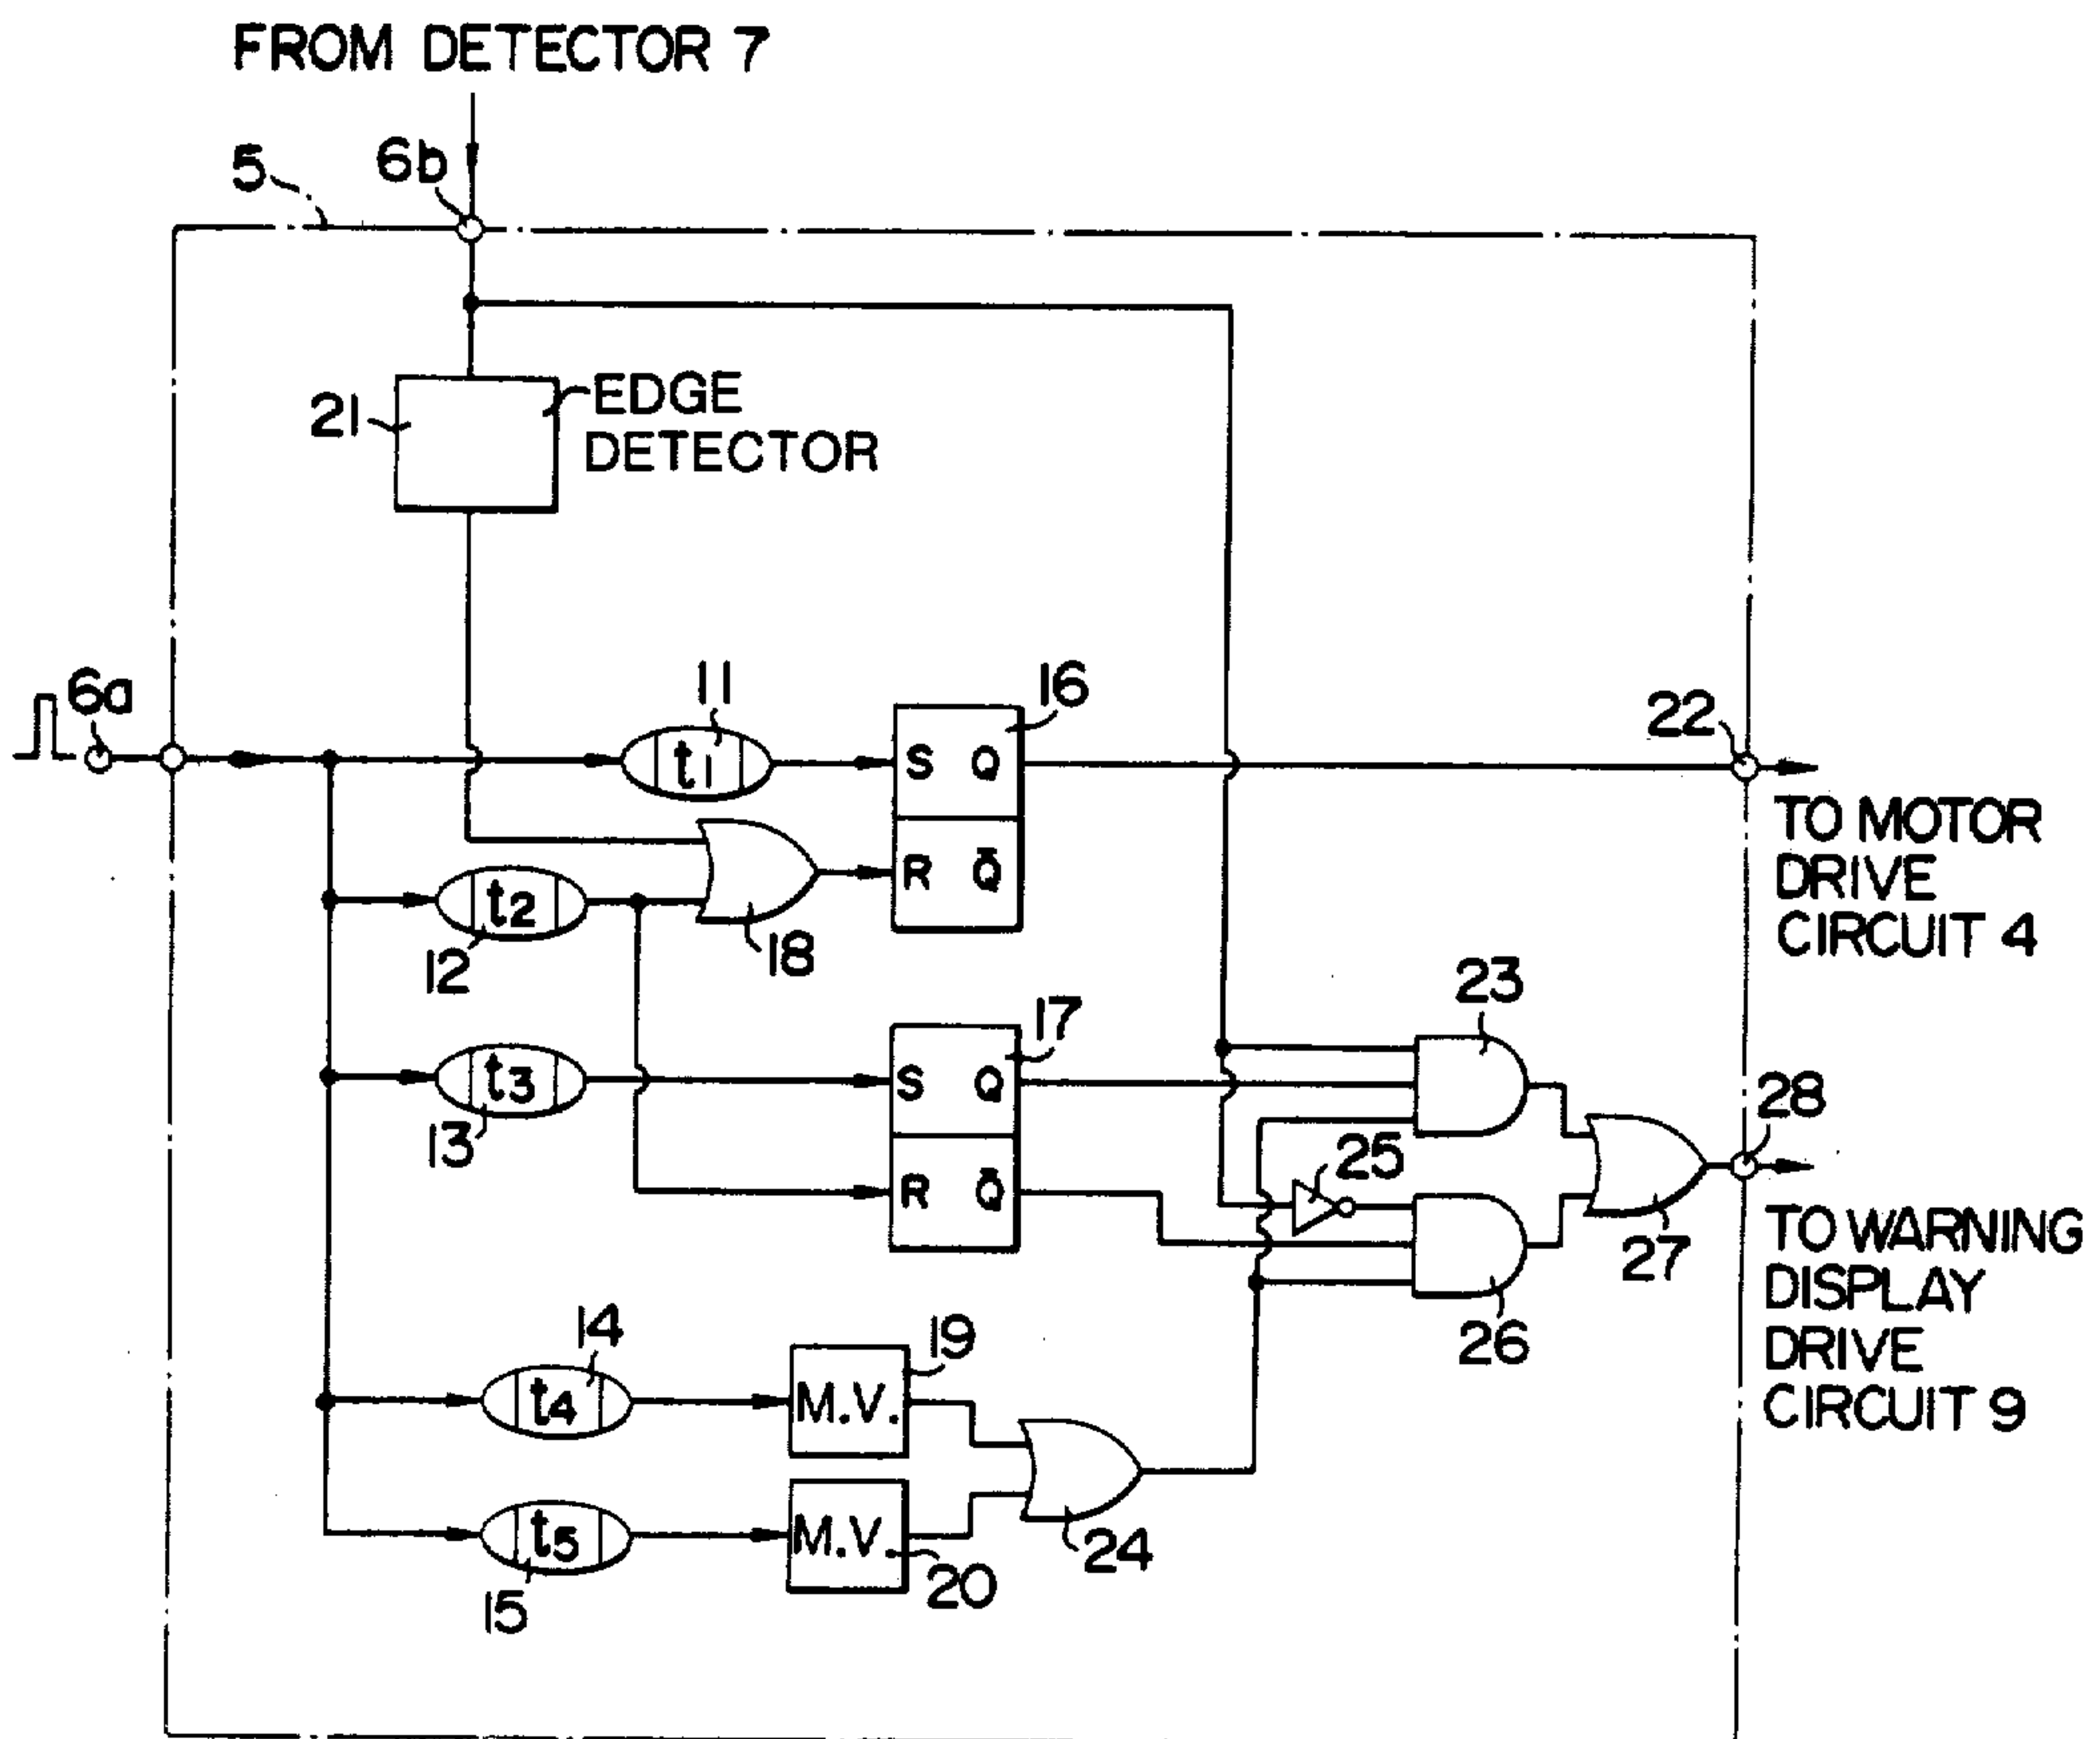 FROM DETECTOR 7
5
6b
21
EDGE
DETECTOR
6a
11
t1
16
S Q
R Q̄
22
TO MOTOR
DRIVE
CIRCUIT 4
t2
12
18
17
23
t3
13
S Q
R Q̄
25
28
27
26
TO WARNING
DISPLAY
DRIVE
CIRCUIT 9
14
t4
19
M.V.
t5
15
M.V.
20
24